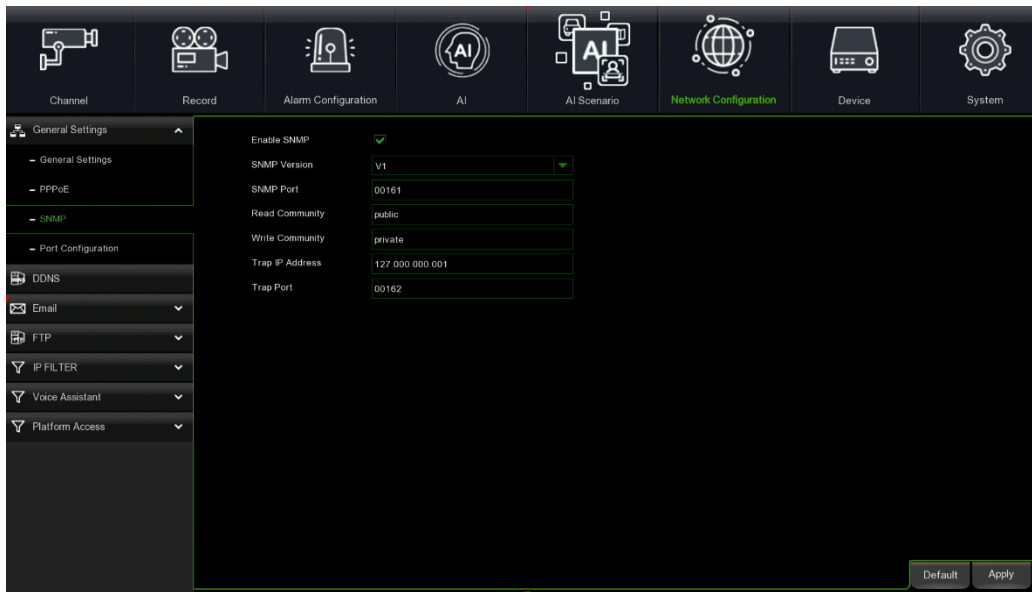 Channel
Record
Alarm Configuration
AI
AI
AI Scenario
AI
Network Configuration
Device
System
General Settings
General Settings
PPPoE
SNMP
Port Configuration
DDNS
Email
FTP
IP FILTER
Voice Assistant
Platform Access
Enable SNMP
SNMP Version V1
SNMP Port 00161
Read Community public
Write Community private
Trap IP Address 127.000.000.001
Trap Port 00162
Default Apply